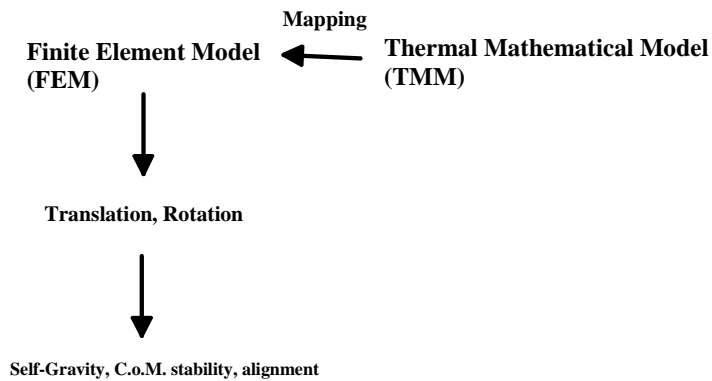 Mapping
Finite Element Model
(FEM)
Thermal Mathematical Model
(TMM)
Translation, Rotation
Self-Gravity, C.o.M. stability, alignment